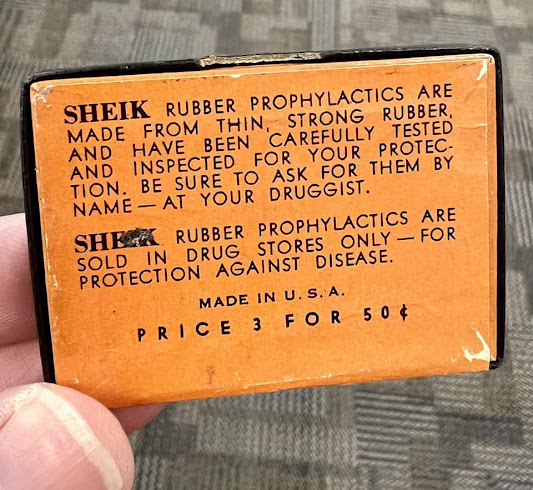 SHEIK RUBBER PROPHYLACTICS ARE
MADE FROM THIN, STRONG RUBBER,
AND HAVE BEEN CAREFULLY TESTED
AND INSPECTED FOR YOUR PROTEC-
TION. BE SURE TO ASK FOR THEM BY
NAME — AT YOUR DRUGGIST.
SHEIK RUBBER PROPHYLACTICS ARE
SOLD IN DRUG STORES ONLY — FOR
PROTECTION AGAINST DISEASE.
MADE IN U.S.A.
PRICE 3 FOR 50¢